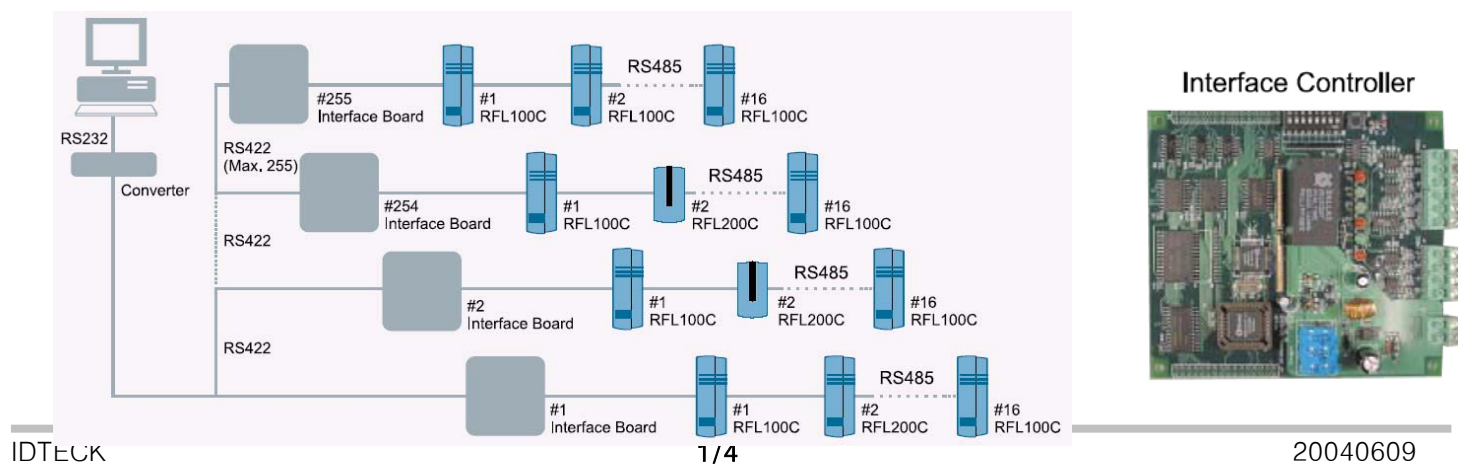 RS232
Converter
#255
Interface Board
#1
RFL100C
#2
RFL100C
RS485
#16
RFL100C
RS422
(Max. 255)
#254
Interface Board
#1
RFL100C
#2
RFL200C
RS485
#16
RFL100C
RS422
#2
Interface Board
#1
RFL100C
#2
RFL200C
RS485
#16
RFL100C
RS422
#1
Interface Board
#1
RFL100C
#2
RFL200C
RS485
#16
RFL100C
Interface Controller
IDTECK
1/4
20040609